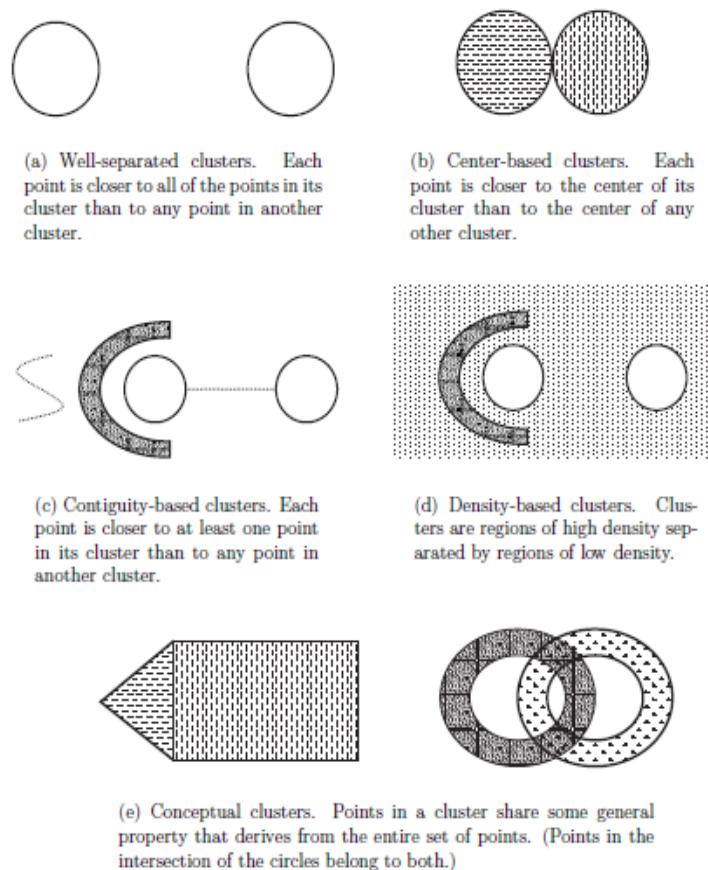 (a) Well-separated clusters. Each
point is closer to all of the points in its
cluster than to any point in another
cluster.
(b) Center-based clusters. Each
point is closer to the center of its
cluster than to the center of any
other cluster.
(c) Contiguity-based clusters. Each
point is closer to at least one point
in its cluster than to any point in
another cluster.
(d) Density-based clusters. Clus-
ters are regions of high density sep-
arated by regions of low density.
(e) Conceptual clusters. Points in a cluster share some general
property that derives from the entire set of points. (Points in the
intersection of the circles belong to both.)